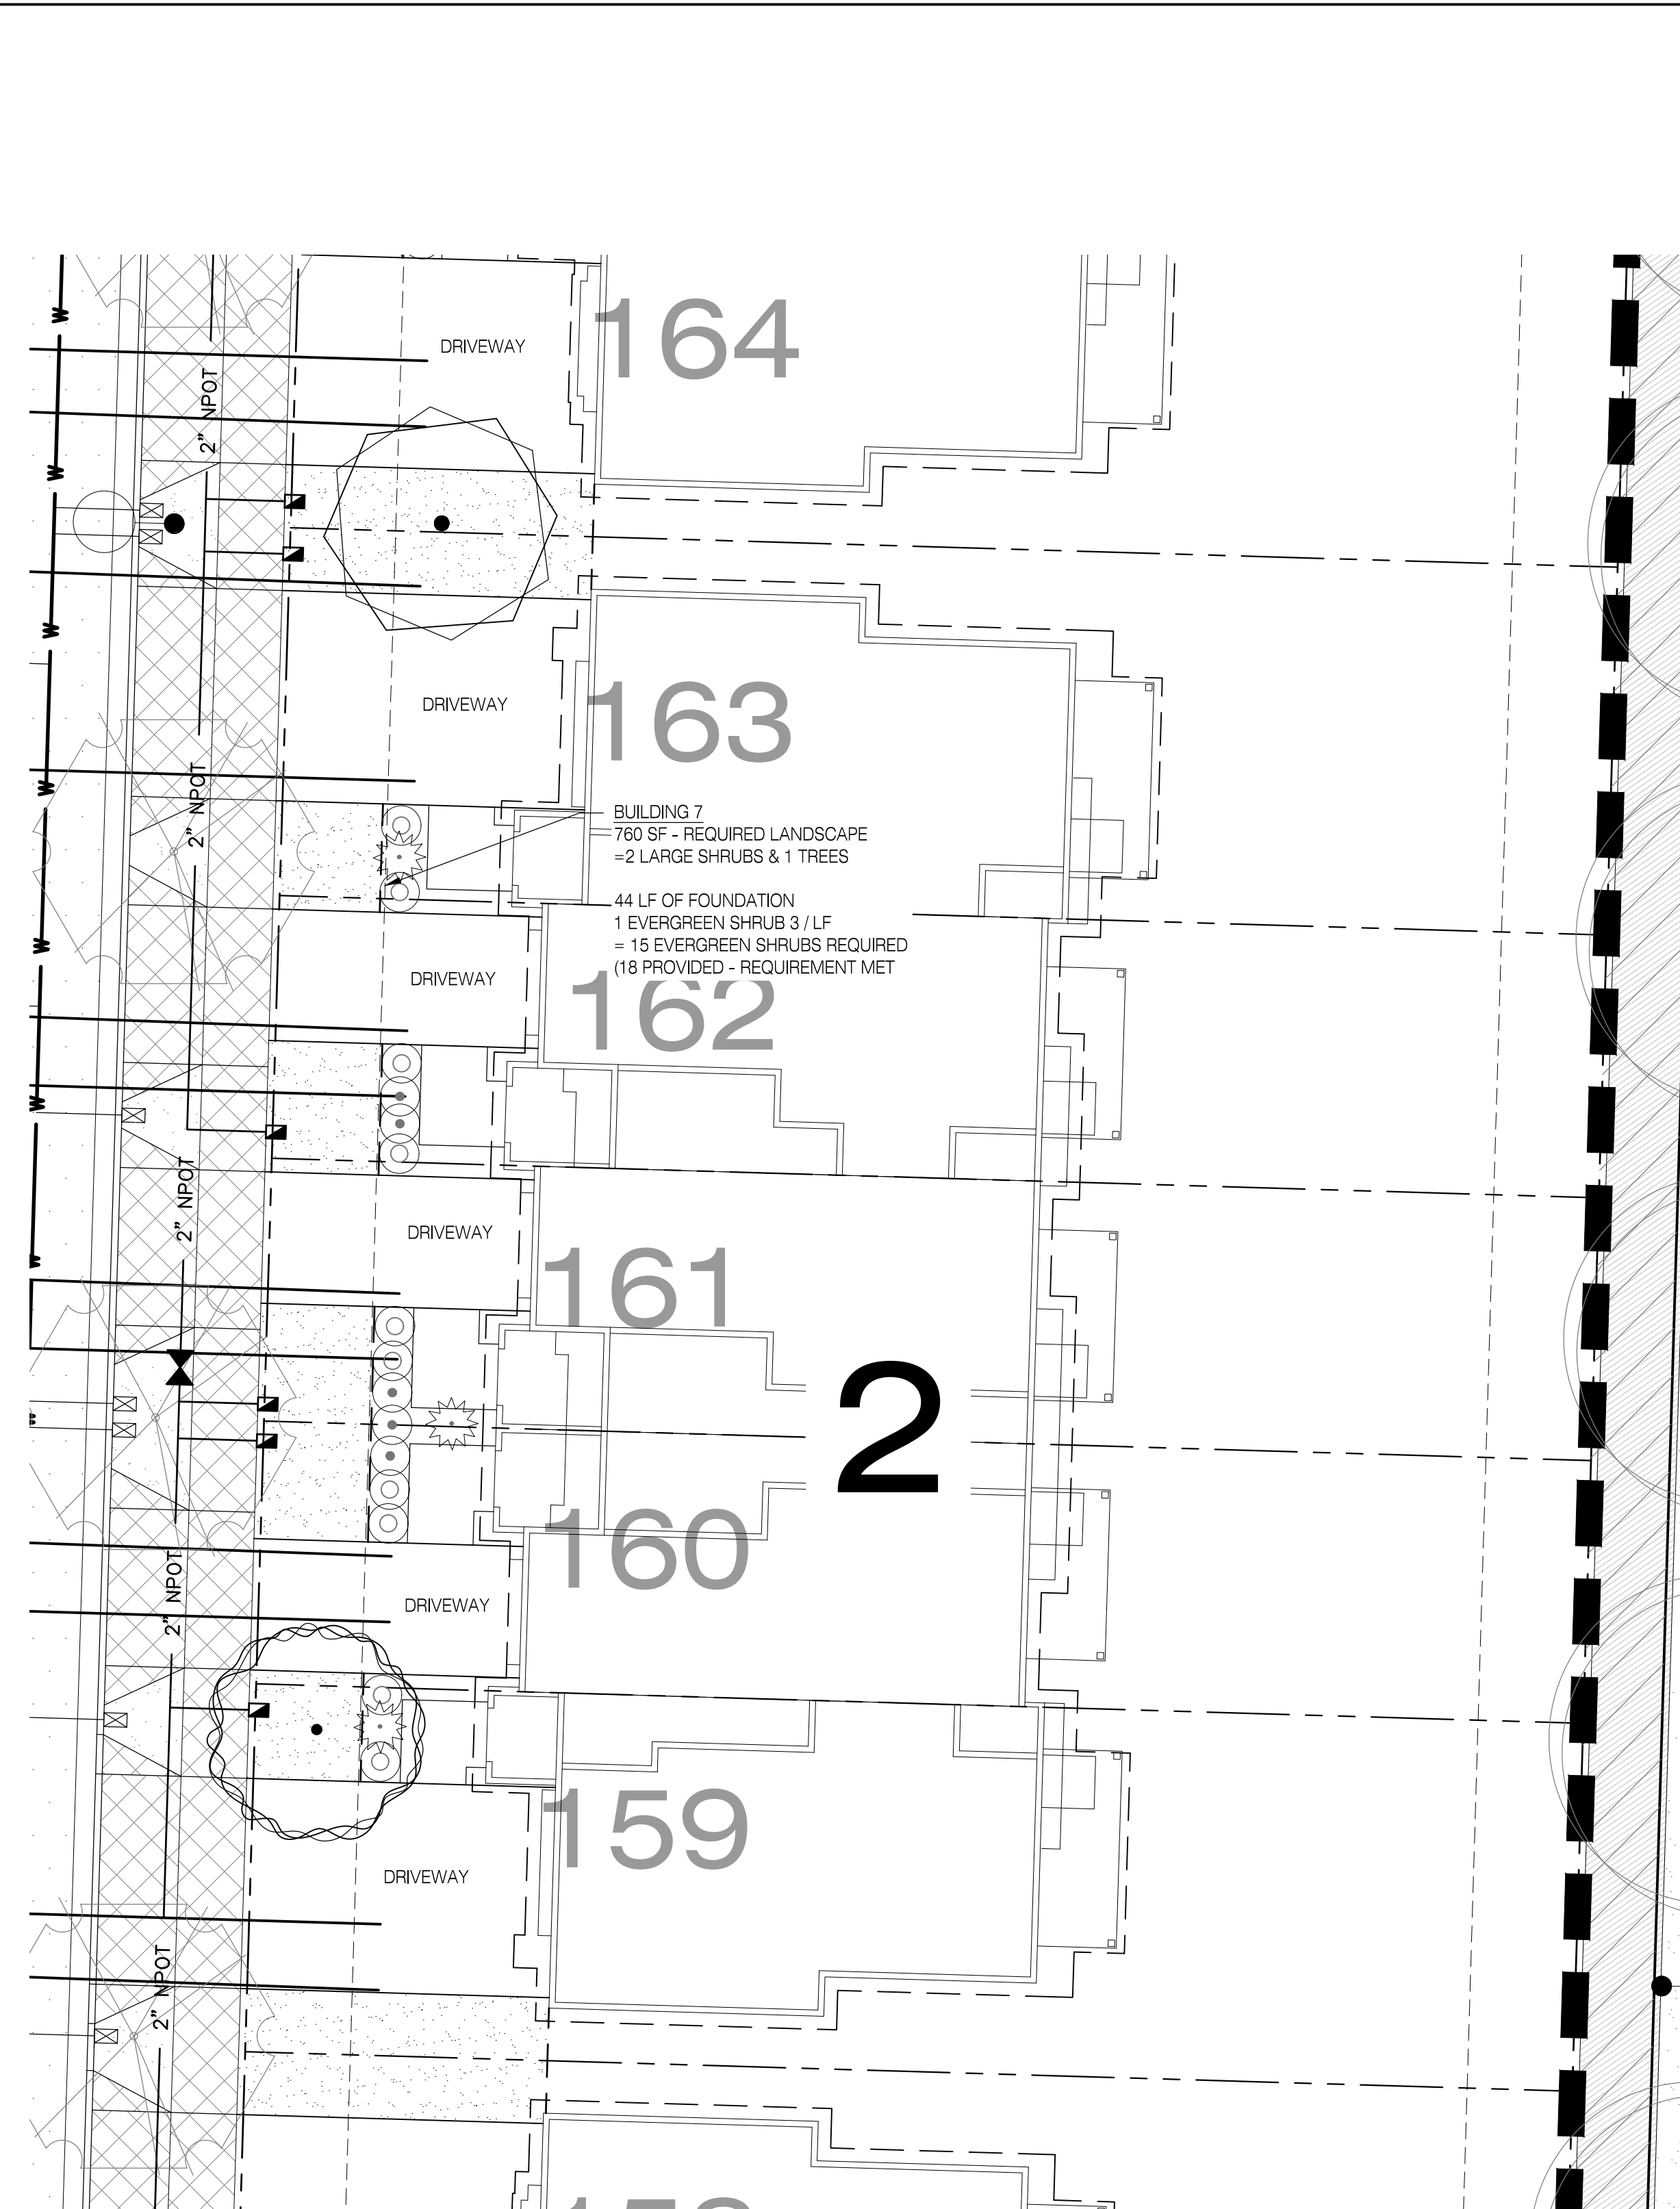 164
DRIVEWAY
2" NPOT
W
W
163
DRIVEWAY
W
2" NPOT
W
BUILDING 7
760 SF - REQUIRED LANDSCAPE
=2 LARGE SHRUBS & 1 TREES
44 LF OF FOUNDATION
1 EVERGREEN SHRUB 3 / LF
= 15 EVERGREEN SHRUBS REQUIRED
(18 PROVIDED - REQUIREMENT MET
W
DRIVEWAY
162
W
2" NPOT
DRIVEWAY
161
W
2
160
2" NPOT
DRIVEWAY
159
DRIVEWAY
2" NPOT